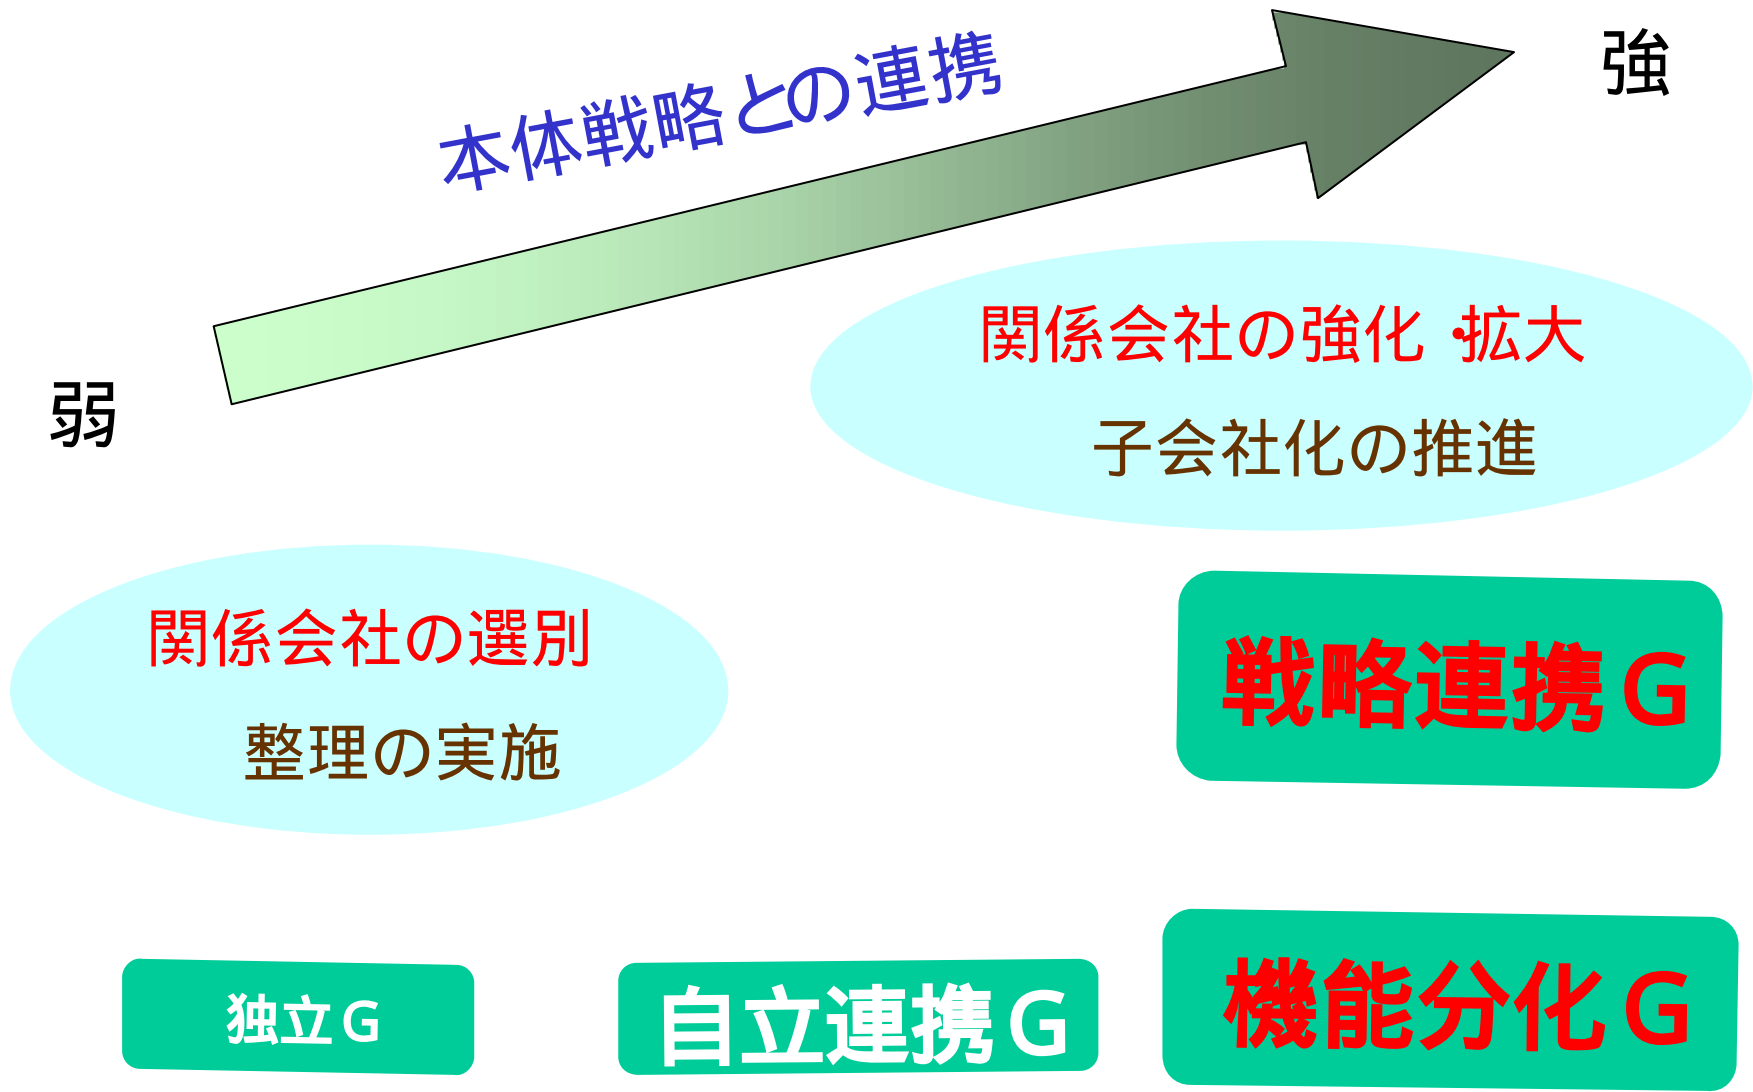 本体戦略との連携
強
弱
関係会社の強化・拡大
子会社化の推進
関係会社の選別
整理の実施
戦略連携G
独立G
自立連携G
機能分化G